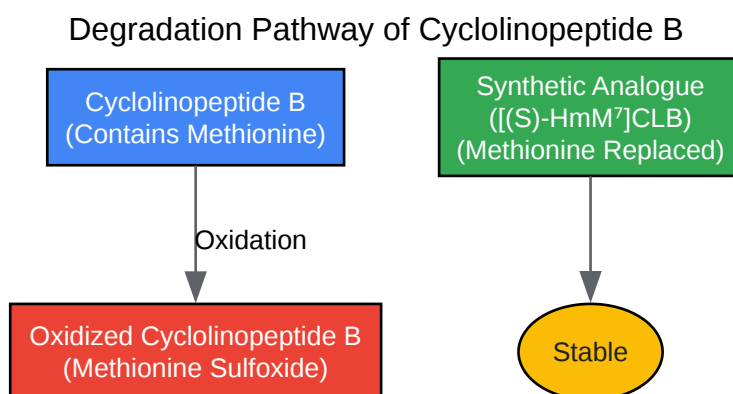 Degradation Pathway of Cyclolinopeptide B
Cyclolinopeptide B
(Contains Methionine)
Synthetic Analogue
([(S)-HmM⁷]CLB)
(Methionine Replaced)
Oxidation
Oxidized Cyclolinopeptide B
(Methionine Sulfoxide)
Stable